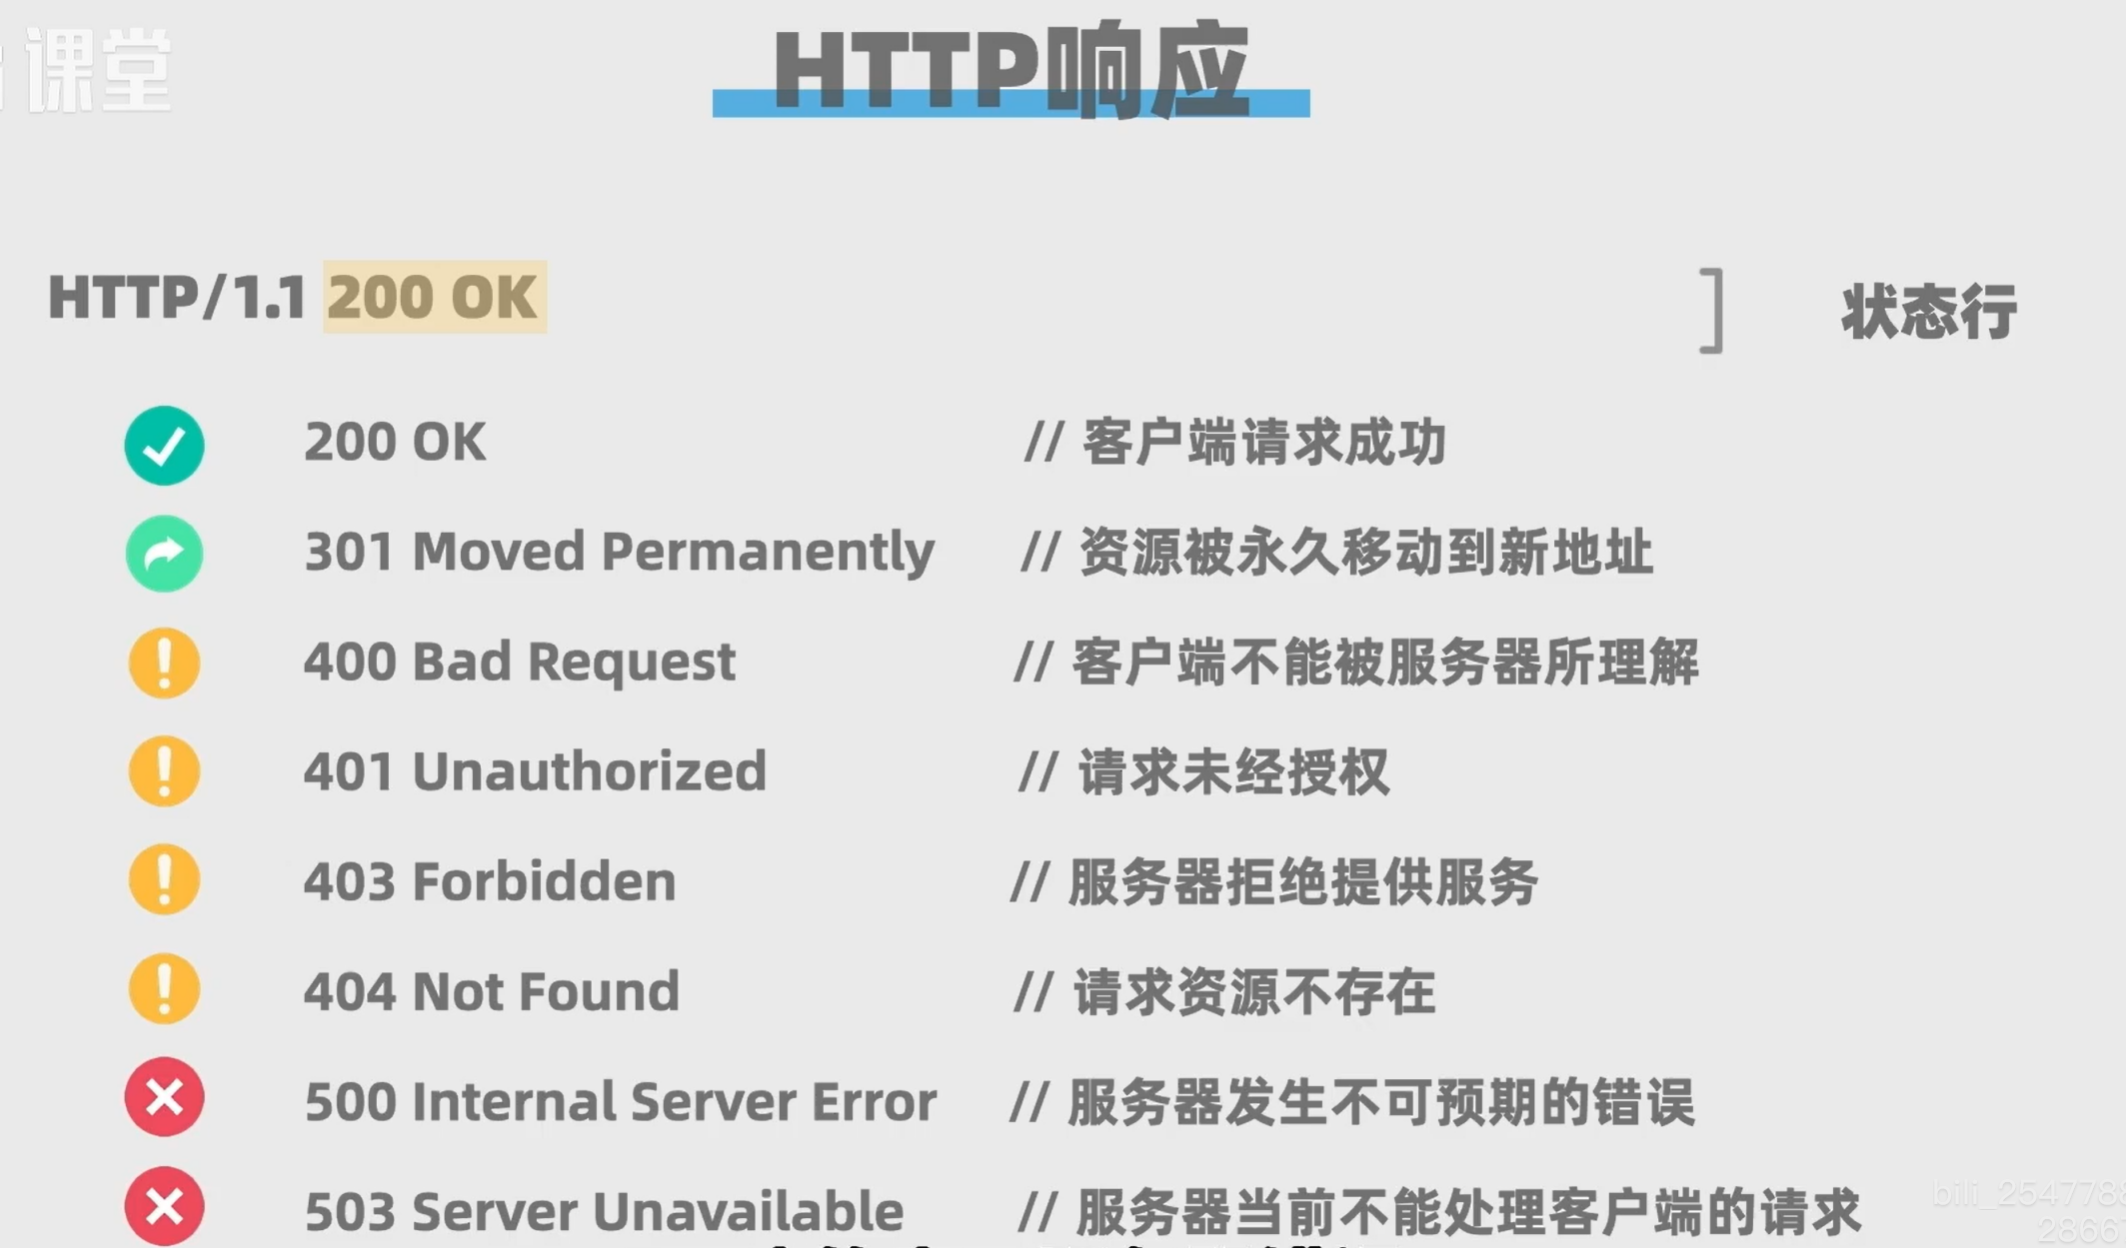 课堂
HTTP响应
HTTP/1.1 200 OK ] 状态行
200 OK // 客户端请求成功
301 Moved Permanently // 资源被永久移动到新地址
400 Bad Request // 客户端不能被服务器所理解
401 Unauthorized // 请求未经授权
403 Forbidden // 服务器拒绝提供服务
404 Not Found // 请求资源不存在
500 Internal Server Error // 服务器发生不可预期的错误
503 Server Unavailable // 服务器当前不能处理客户端的请求